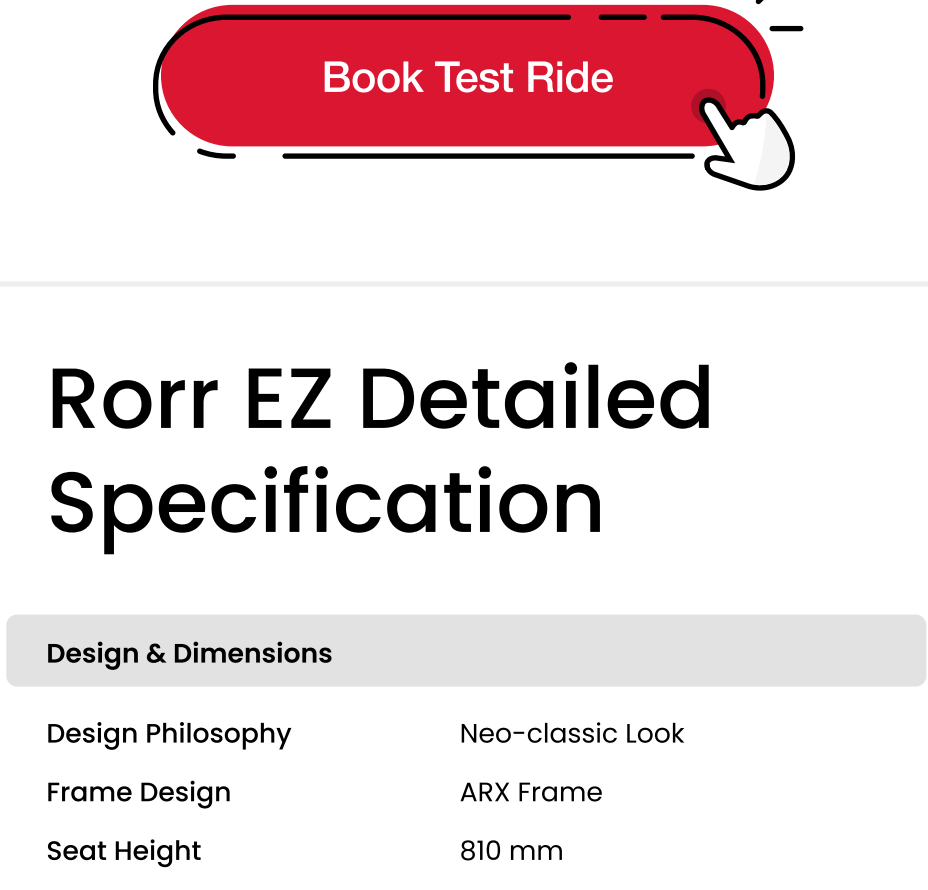 Book Test Ride
Rorr EZ Detailed
Specification
Design & Dimensions
Design Philosophy Neo-classic Look
Frame Design ARX Frame
Seat Height 810 mm